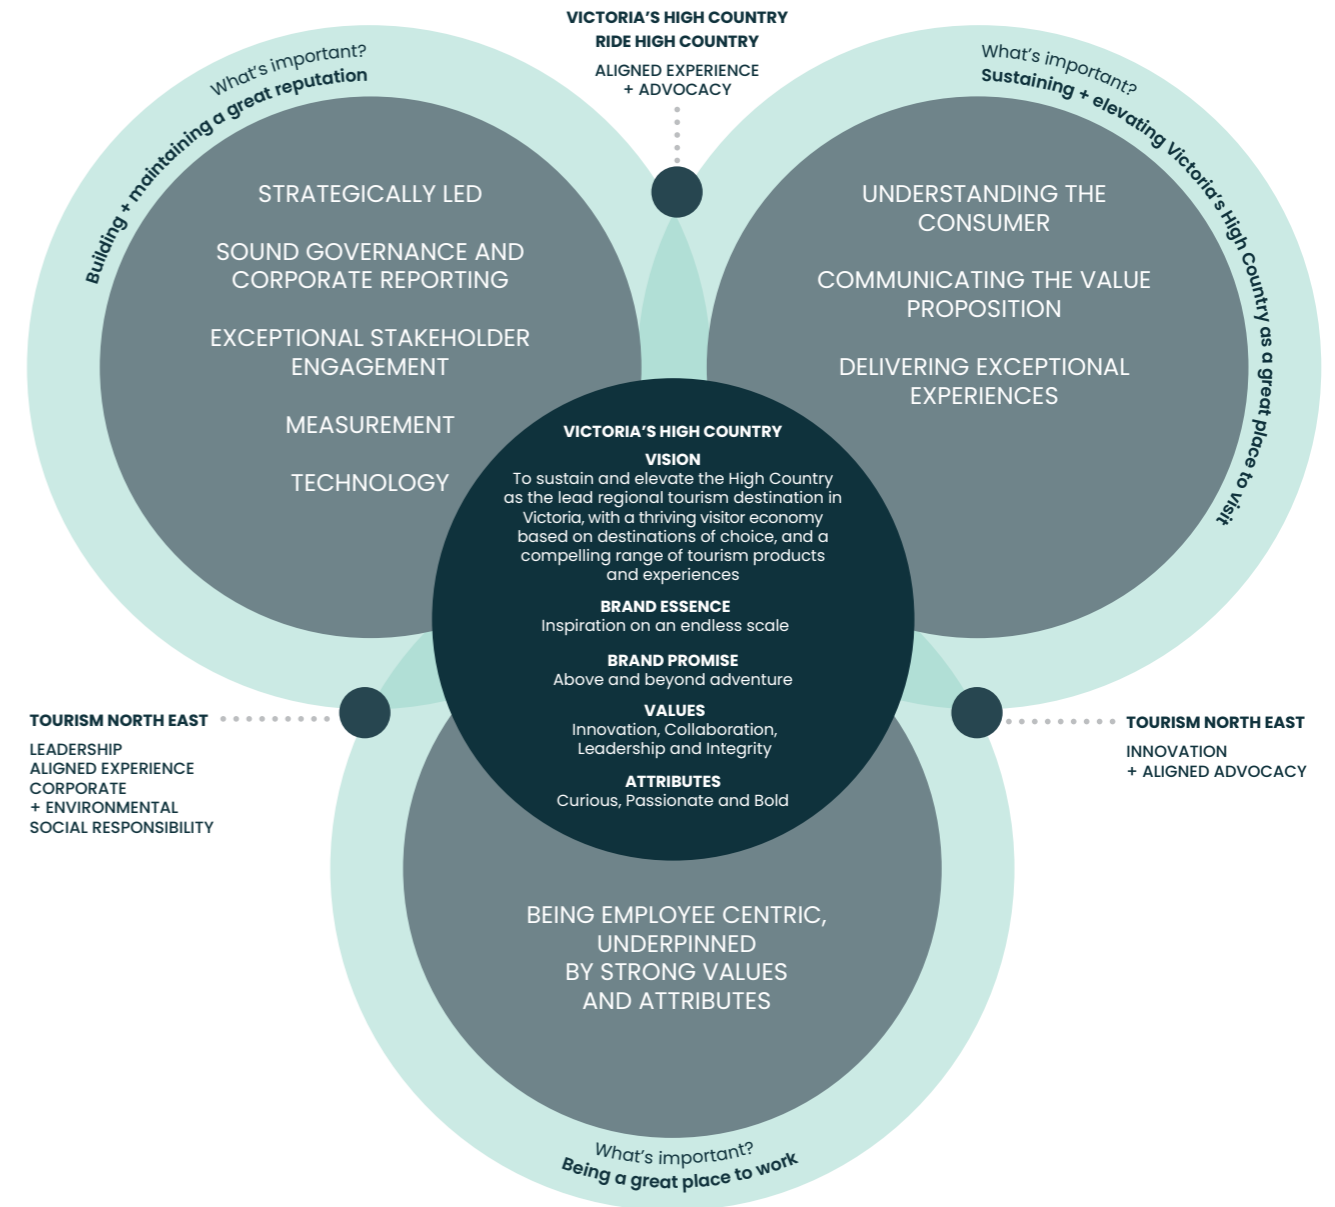 VICTORIA’S HIGH COUNTRY
RIDE HIGH COUNTRY
ALIGNED EXPERIENCE
+ ADVOCACY
What’s important?
Building + maintaining a great reputation
STRATEGICALLY LED
SOUND GOVERNANCE AND
CORPORATE REPORTING
EXCEPTIONAL STAKEHOLDER
ENGAGEMENT
MEASUREMENT
TECHNOLOGY
What’s important?
Sustaining + elevating Victoria’s High Country as a great place to visit
UNDERSTANDING THE
CONSUMER
COMMUNICATING THE VALUE
PROPOSITION
DELIVERING EXCEPTIONAL
EXPERIENCES
VICTORIA’S HIGH COUNTRY
VISION
To sustain and elevate the High Country
as the lead regional tourism destination in
Victoria, with a thriving visitor economy
based on destinations of choice, and a
compelling range of tourism products
and experiences
BRAND ESSENCE
Inspiration on an endless scale
BRAND PROMISE
Above and beyond adventure
VALUES
Innovation, Collaboration,
Leadership and Integrity
ATTRIBUTES
Curious, Passionate and Bold
TOURISM NORTH EAST
LEADERSHIP
ALIGNED EXPERIENCE
CORPORATE
+ ENVIRONMENTAL
SOCIAL RESPONSIBILITY
TOURISM NORTH EAST
INNOVATION
+ ALIGNED ADVOCACY
BEING EMPLOYEE CENTRIC,
UNDERPINNED
BY STRONG VALUES
AND ATTRIBUTES
What’s important?
Being a great place to work